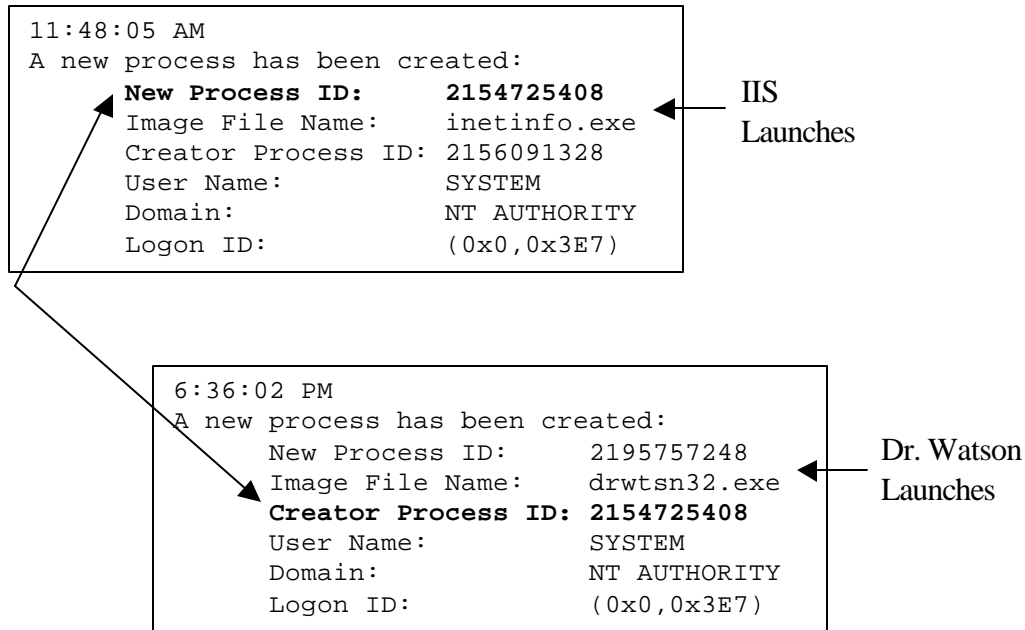 11:48:05 AM
A new process has been created:
New Process ID: 2154725408
Image File Name: inetinfo.exe
Creator Process ID: 2156091328
User Name: SYSTEM
Domain: NT AUTHORITY
Logon ID: (0x0,0x3E7)
IIS
Launches
6:36:02 PM
A new process has been created:
New Process ID: 2195757248
Image File Name: drwtsn32.exe
Creator Process ID: 2154725408
User Name: SYSTEM
Domain: NT AUTHORITY
Logon ID: (0x0,0x3E7)
Dr. Watson
Launches